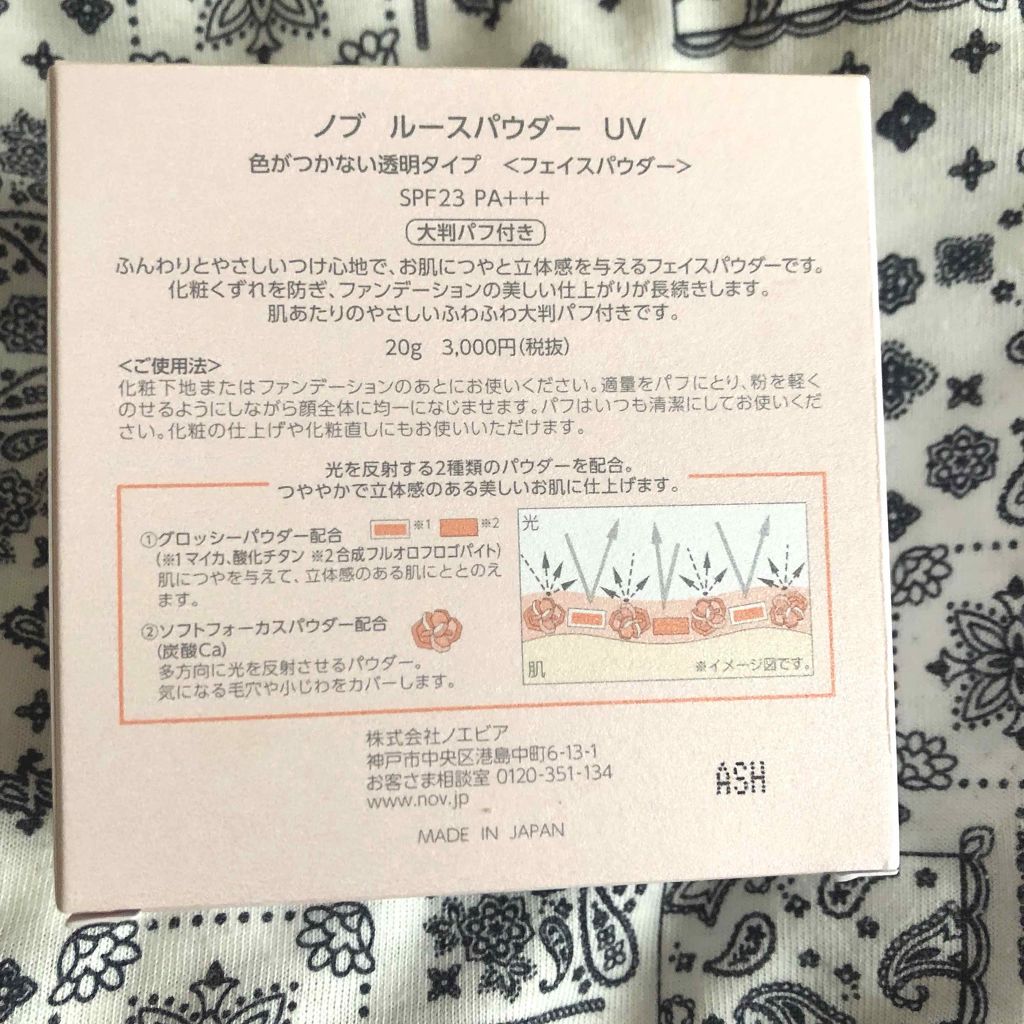 ノブ ルースパウダー UV
色がつかない透明タイプ <フェイスパウダー>
SPF23 PA+++
大判パフ付き
ふんわりとやさしいつけ心地で、お肌につやと立体感を与えるフェイスパウダーです。
化粧くずれを防ぎ、ファンデーションの美しい仕上がりが長続きします。
肌あたりのやさしいふわふわ大判パフ付きです。
20g 3,000円(税抜)
<ご使用法>
化粧下地またはファンデーションのあとにお使いください。適量をパフにとり、粉を軽く
のせるようにしながら顔全体に均一になじませます。パフはいつも清潔にしてお使いくだ
さい。化粧の仕上げや化粧直しにもお使いいただけます。
光を反射する2種類のパウダーを配合。
つややかで立体感のある美しいお肌に仕上げます。
①グロッシーパウダー配合 ※1 ※2
(※1マイカ、酸化チタン ※2合成フルオロフロゴパイト)
肌につやを与えて、立体感のある肌にととのえ
ます。
②ソフトフォーカスパウダー配合
(炭酸Ca)
多方向に光を反射させるパウダー。
気になる毛穴や小じわをカバーします。
光
肌
※イメージ図です。
株式会社ノエビア
神戸市中央区港島中町6-13-1
お客さま相談室 0120-351-134
www.nov.jp
ASH
MADE IN JAPAN